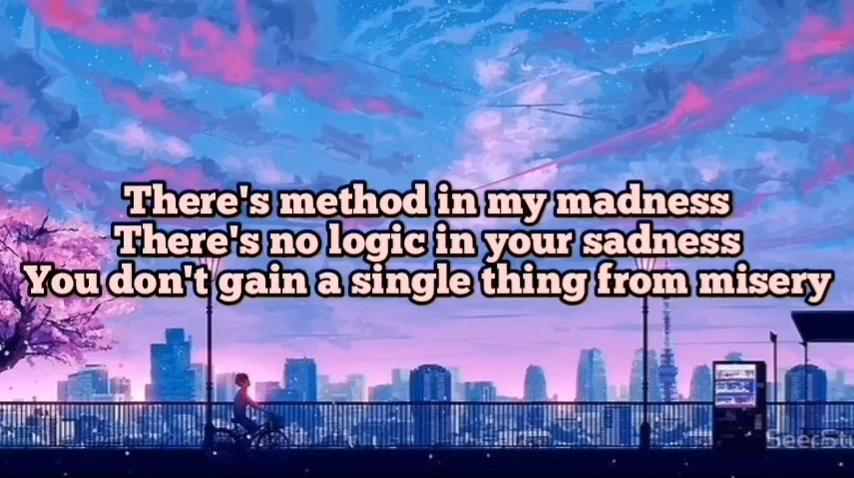 There's method in my madness
There's no logic in your sadness
You don't gain a single thing from misery